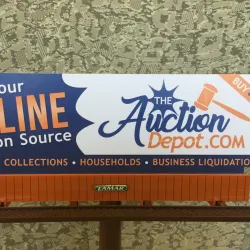 our
LINE
on Source
THE
Auction
DEPOT.COM
BUY
COLLECTIONS • HOUSEHOLDS • BUSINESS LIQUIDATIO
LAMAR